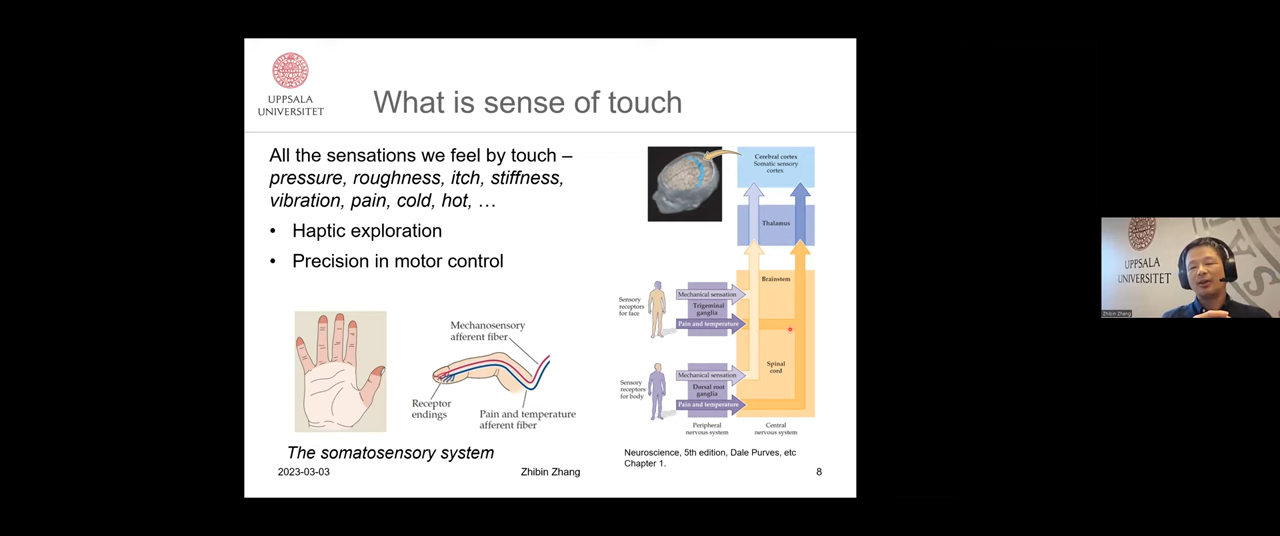 UPPSALA
UNIVERSITET
What is sense of touch
All the sensations we feel by touch –
pressure, roughness, itch, stiffness,
vibration, pain, cold, hot, …
• Haptic exploration
• Precision in motor control
Mechanosensory
afferent fiber
Receptor
endings
Pain and temperature
afferent fiber
The somatosensory system
Cerebral cortex
Somatic sensory
cortex
Thalamus
Brainstem
Sensory
receptors
for face
Mechanical sensation
Trigeminal
ganglia
Pain and temperature
Spinal
cord
Sensory
receptors
for body
Mechanical sensation
Dorsal root
ganglia
Pain and temperature
Peripheral
nervous system
Central
nervous system
Neuroscience, 5th edition, Dale Purves, etc
Chapter 1.
2023-03-03
Zhibin Zhang
8
UPPSALA
UNIVERSITET
Zhibin Zhang